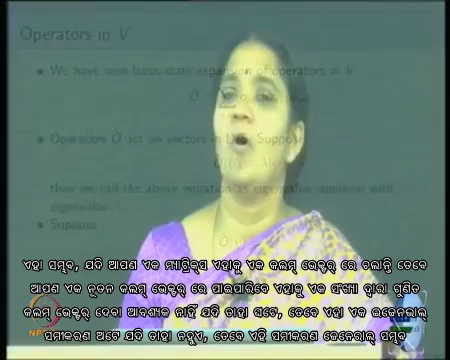 Operators in V
We have seen basis state expansion of operators in V
Operators Ô act on vectors in
Suppose
then we call the above equation as eigenvalue equation with
eigenvalue
Suppose
ଏହା ସମ୍ଭବ, ଯଦି ଆପଣ ଏକ ମ୍ୟାଟ୍ରିକ୍ସ ଏହାକୁ ଏକ କଲମ୍ ଭେକ୍ଟର୍ ରେ ଚଲାନ୍ତି ତେବେ
ଆପଣ ଏକ ନୂତନ କଲମ୍ ଭେକ୍ଟର୍ ରେ ପାଇପାରିବେ ଏହାକୁ ଏକ ସଂଖ୍ୟା ଦ୍ୱାରା ଗୁଣିତ
କଲମ୍ ଭେକ୍ଟର୍ ଦେବା ଆବଶ୍ୟକ ନାହିଁ ଯଦି ତାହା ଘଟେ, ତେବେ ଏହା ଏକ ଇଜେନଭାଲ୍
ସମୀକରଣ ଅଟେ ଯଦି ତାହା ନହୁଏ, ତେବେ ଏହି ସମୀକରଣ ଜେନେରାଲ୍ ସମ୍ଭବ